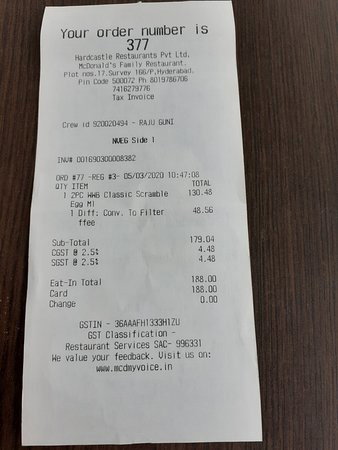 Your order number is
377
Hardcastle Restaurants Pvt Ltd,
McDonald's Family Restaurant.
Plot nos.17.Survey 166/P,Hyderabad.
Pin Code 500072 Ph 8019786706
7416279776
Tax Invoice
Crew id 920020494 - RAJU GUNI
NVEG Side 1
INV# 001690300008382
ORD #77 -REG #3- 05/03/2020 10:47:08
QTY ITEM TOTAL
1 2PC WWB Classic Scramble 130.48
Egg Ml
1 Diff: Conv. To Filter 48.56
ffee
Sub-Total 179.04
CGST @ 2.5% 4.48
SGST @ 2.5% 4.48
Eat-In Total 188.00
Card 188.00
Change 0.00
GSTIN - 36AAAFH1333H1ZU
GST Classification -
Restaurant Services SAC- 996331
We value your feedback. Visit us on:
www.mcdmyvoice.in